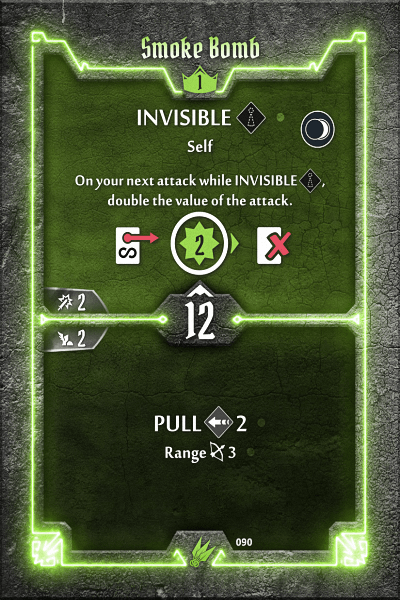 Smoke Bomb
1
INVISIBLE
Self
On your next attack while INVISIBLE ,
double the value of the attack.
2
2
12
2
PULL 2
Range 3
090